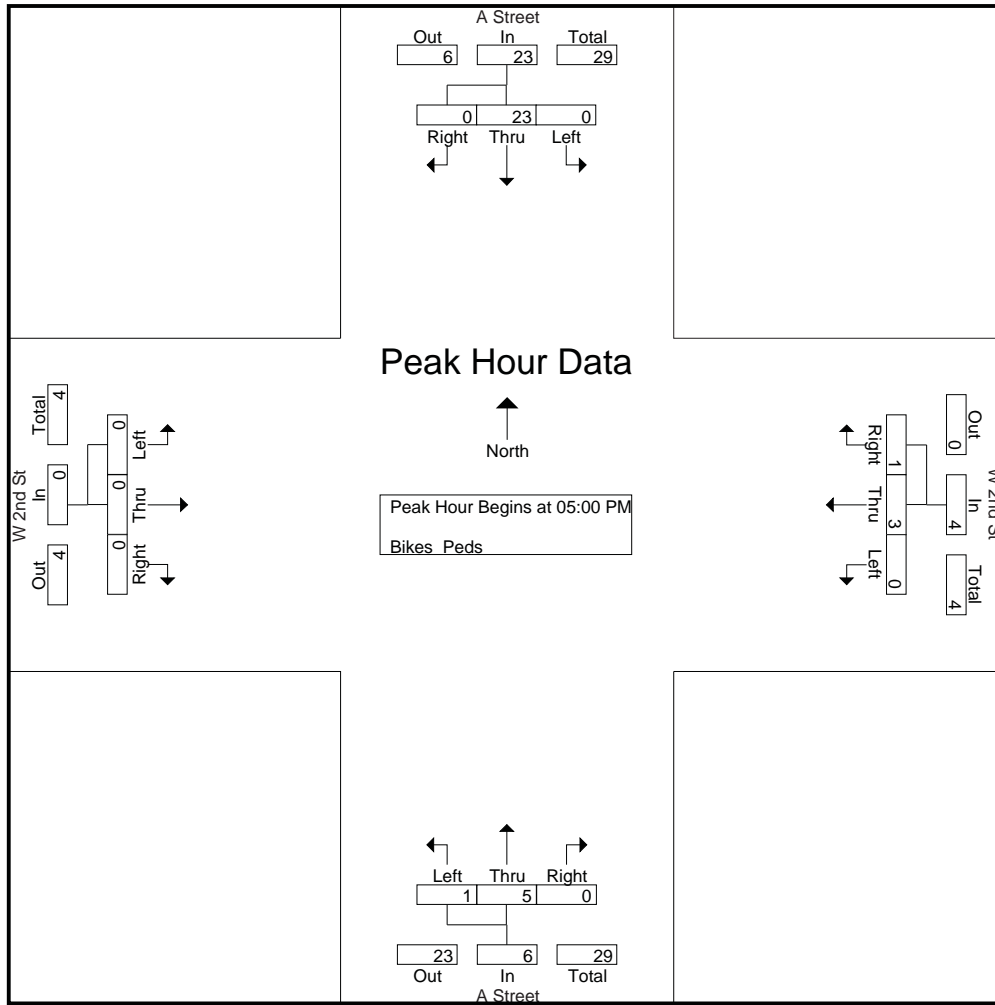 A Street
Out In Total
6 23 29
0 23 0
Right Thru Left
Peak Hour Data
North
Peak Hour Begins at 05:00 PM
Bikes Peds
W 2nd St
Out In Total
4 0 4
Right Thru Left
0 0 0
W 2nd St
Out In Total
0 4 4
Right Thru Left
1 3 0
Left Thru Right
1 5 0
23 6 29
Out In Total
A Street